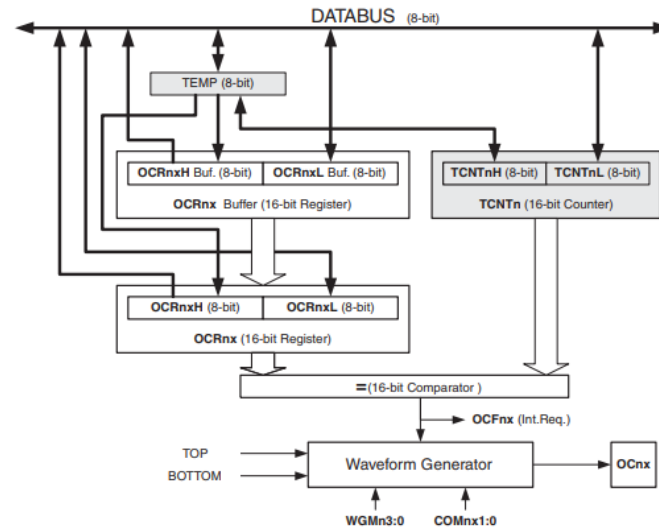 DATABUS (8-bit)
TEMP (8-bit)
OCRnxH Buf. (8-bit) OCRnxL Buf. (8-bit)
OCRnx Buffer (16-bit Register)
TCNTnH (8-bit) TCNTnL (8-bit)
TCNTn (16-bit Counter)
OCRnxH (8-bit) OCRnxL (8-bit)
OCRnx (16-bit Register)
= (16-bit Comparator )
OCFnx (Int.Req.)
TOP
BOTTOM
Waveform Generator
OCnx
WGMn3:0 COMnx1:0